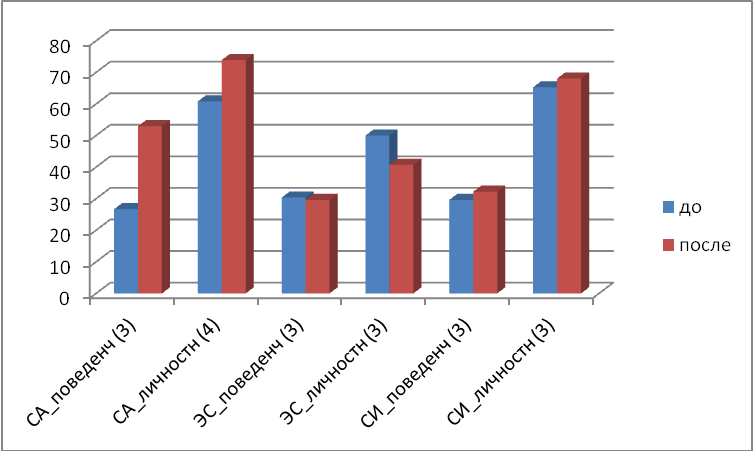 80
70
60
50
40
30
20
10
0
СА_поведенч (3)
СА_личностн (4)
ЭС_поведенч (3)
ЭС_личностн (3)
СИ_поведенч (3)
СИ_личностн (3)
до
после